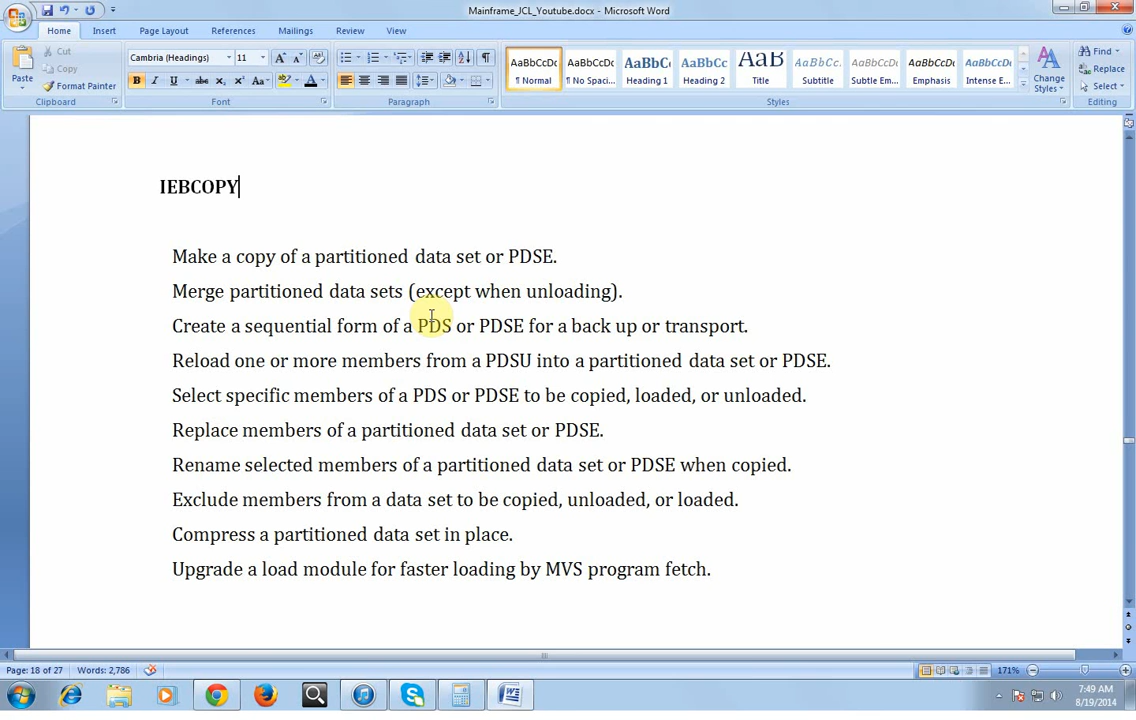 Mainframe_JCL_Youtube.docx - Microsoft Word
Home Insert Page Layout References Mailings Review View
Paste
Cut
Copy
Format Painter
Clipboard
Cambria (Headings) 11
Font
Paragraph
AaBbCcDc AaBbCcDc AaBbC AaBbCc AaB AaBbCc. AaBbCcDc AaBbCcDc AaBbCcDc
¶ Normal ¶ No Spaci... Heading 1 Heading 2 Title Subtitle Subtle Em... Emphasis Intense E...
Styles
Change Styles
Find
Replace
Select
Editing
IEBCOPY
Make a copy of a partitioned data set or PDSE.
Merge partitioned data sets (except when unloading).
Create a sequential form of a PDS or PDSE for a back up or transport.
Reload one or more members from a PDSU into a partitioned data set or PDSE.
Select specific members of a PDS or PDSE to be copied, loaded, or unloaded.
Replace members of a partitioned data set or PDSE.
Rename selected members of a partitioned data set or PDSE when copied.
Exclude members from a data set to be copied, unloaded, or loaded.
Compress a partitioned data set in place.
Upgrade a load module for faster loading by MVS program fetch.
Page: 18 of 27 Words: 2,786
171%
7:49 AM
8/19/2014